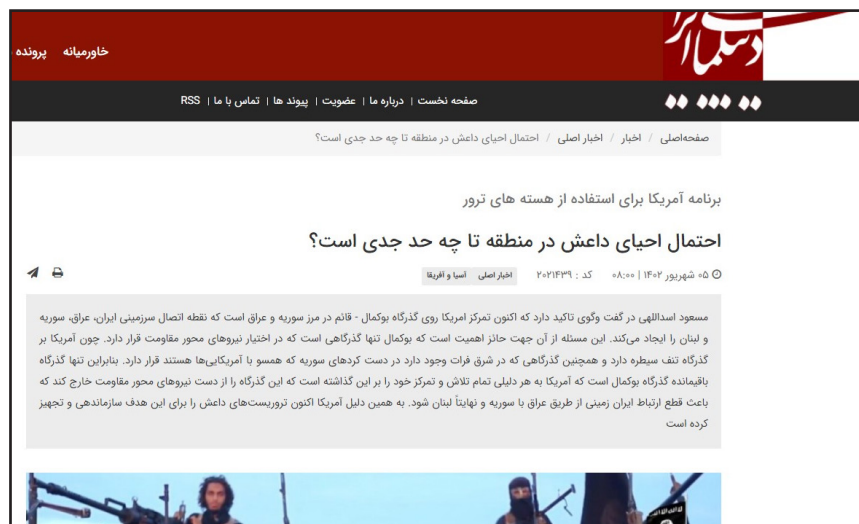 دیپلماسی ایرانی
خاورمیانه پرونده
صفحه نخست | درباره ما | عضویت | پیوند ها | تماس با ما | RSS
صفحه‌اصلی / اخبار / اخبار اصلی / احتمال احیای داعش در منطقه تا چه حد جدی است؟
برنامه آمریکا برای استفاده از هسته های ترور
احتمال احیای داعش در منطقه تا چه حد جدی است؟
۰۵ شهریور ۱۴۰۲ | ۰۸:۰۰ کد : ۲۰۲۱۴۳۹ اخبار اصلی آسیا و آفریقا
مسعود اسداللهی در گفت وگوی تاکید دارد که اکنون تمرکز امریکا روی گذرگاه بوکمال - قائم در مرز سوریه و عراق است که نقطه اتصال سرزمینی ایران، عراق، سوریه
و لبنان را ایجاد می‌کند. این مسئله از آن جهت حائز اهمیت است که بوکمال تنها گذرگاهی است که در اختیار نیروهای محور مقاومت قرار دارد. چون آمریکا بر
گذرگاه تنف سیطره دارد و همچنین گذرگاهی که در شرق فرات وجود دارد در دست کردهای سوریه که همسو با آمریکایی‌ها هستند قرار دارد. بنابراین تنها گذرگاه
باقیمانده گذرگاه بوکمال است که آمریکا به هر دلیلی تمام تلاش و تمرکز خود را بر این گذاشته است که این گذرگاه را از دست نیروهای محور مقاومت خارج کند که
باعث قطع ارتباط ایران زمینی از طریق عراق با سوریه و نهایتاً لبنان شود. به همین دلیل آمریکا اکنون تروریست‌های داعش را برای این هدف سازماندهی و تجهیز
کرده است